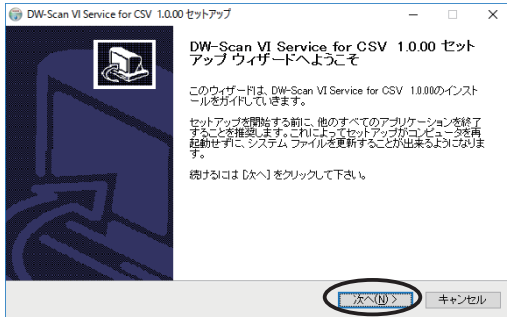 DW-Scan VI Service for CSV 1.0.00 セットアップ
DW-Scan VI Service for CSV 1.0.00 セット
アップ ウィザードへようこそ
このウィザードは、DW-Scan VI Service for CSV 1.0.00のインスト
ールをガイドしていきます。
セットアップを開始する前に、他のすべてのアプリケーションを終了
することを推奨します。これによってセットアップがコンピュータを再
起動せずに、システム ファイルを更新することが出来るようになりま
す。
続けるには [次へ] をクリックして下さい。
次へ(N) >
キャンセル